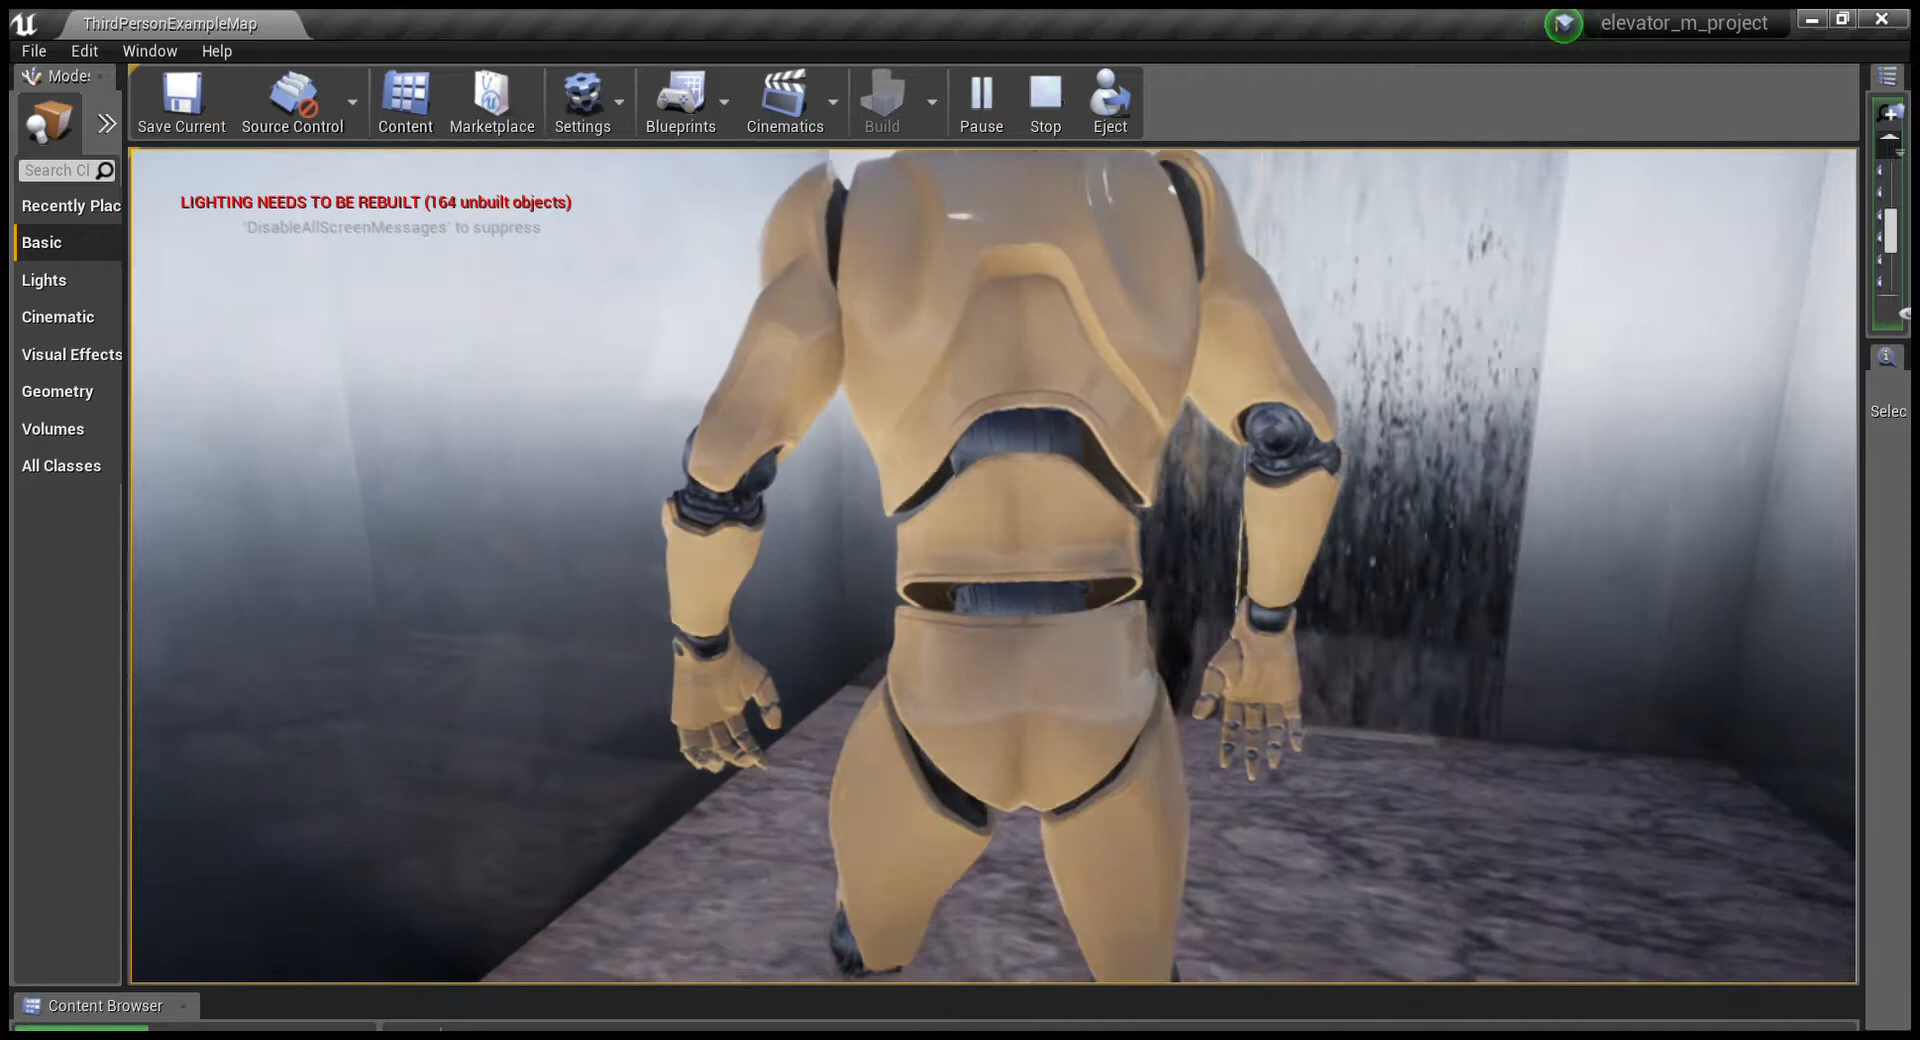 ThirdPersonExampleMap
elevator_m_project
File Edit Window Help
Modes
Save Current
Source Control
Content
Marketplace
Settings
Blueprints
Cinematics
Build
Pause
Stop
Eject
Search Cl
Recently Plac
Basic
Lights
Cinematic
Visual Effects
Geometry
Volumes
All Classes
LIGHTING NEEDS TO BE REBUILT (164 unbuilt objects)
'DisableAllScreenMessages' to suppress
Selec
Content Browser